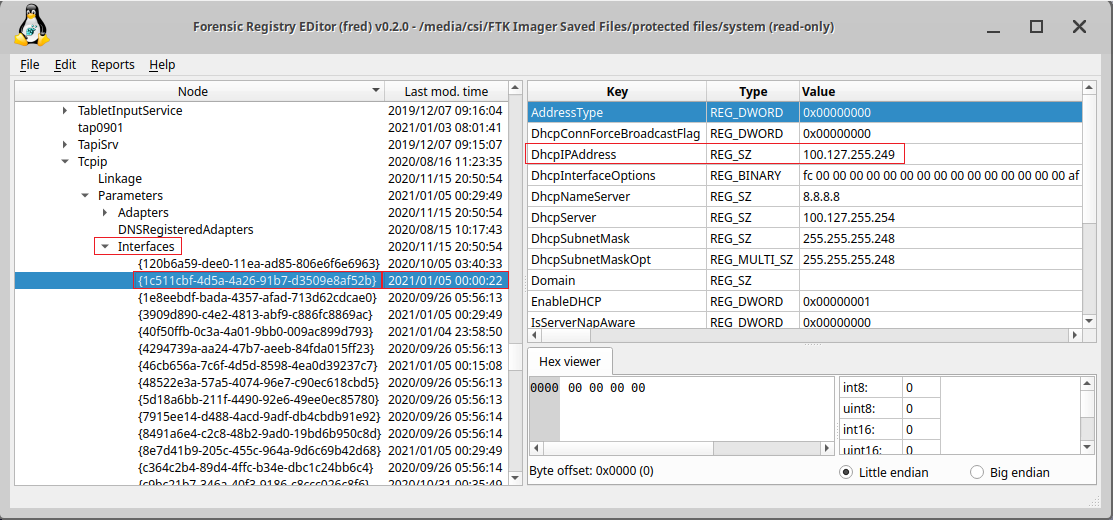 Forensic Registry EDitor (fred) v0.2.0 - /media/csi/FTK Imager Saved Files/protected files/system (read-only)
File Edit Reports Help
Node Last mod. time
TabletInputService 2019/12/07 09:16:04
tap0901 2021/01/03 08:01:41
TapiSrv 2019/12/07 09:15:07
Tcpip 2020/08/16 11:23:35
Linkage 2020/11/15 20:50:54
Parameters 2021/01/05 00:29:49
Adapters 2020/11/15 20:50:54
DNSRegisteredAdapters 2020/08/15 10:17:43
Interfaces 2020/11/15 20:50:54
{120b6a59-dee0-11ea-ad85-806e6f6e6963} 2020/10/05 03:40:33
{1c511cbf-4d5a-4a26-91b7-d3509e8af52b} 2021/01/05 00:00:22
{1e8eebdf-bada-4357-afad-713d62cdcae0} 2020/09/26 05:56:13
{3909d890-c4e2-4813-abf9-c886fc8869ac} 2021/01/05 00:29:49
{40f50ffb-0c3a-4a01-9bb0-009ac899d793} 2021/01/04 23:58:50
{4294739a-aa24-47b7-aeeb-84fda015ff23} 2020/09/26 05:56:13
{46cb656a-7c6f-4d5d-8598-4ea0d39237c7} 2021/01/05 00:15:08
{48522e3a-57a5-4074-96e7-c90ec618cbd5} 2020/09/26 05:56:13
{5d18a6bb-211f-4490-92e6-49ee0ec85780} 2020/09/26 05:56:13
{7915ee14-d488-4acd-9adf-db4cbdb91e92} 2020/09/26 05:56:14
{8491a6e4-c2c8-48b2-9ad0-19bd6b950c8d} 2020/09/26 05:56:14
{8e7d41b9-205c-455c-964a-9d6c69b42d68} 2021/01/05 00:29:49
{c364c2b4-89d4-4ffc-b34e-dbc1c24bb6c4} 2020/09/26 05:56:14
Key Type Value
AddressType REG_DWORD 0x00000000
DhcpConnForceBroadcastFlag REG_DWORD 0x00000000
DhcpIPAddress REG_SZ 100.127.255.249
DhcpInterfaceOptions REG_BINARY fc 00 00 00 00 00 00 00 00 00 00 00 00 00 00 00 af
DhcpNameServer REG_SZ 8.8.8.8
DhcpServer REG_SZ 100.127.255.254
DhcpSubnetMask REG_SZ 255.255.255.248
DhcpSubnetMaskOpt REG_MULTI_SZ 255.255.255.248
Domain REG_SZ
EnableDHCP REG_DWORD 0x00000001
IsServerNapAware REG_DWORD 0x00000000
Hex viewer
0000 00 00 00 00
int8: 0
uint8: 0
int16: 0
uint16: 0
Byte offset: 0x0000 (0) Little endian Big endian